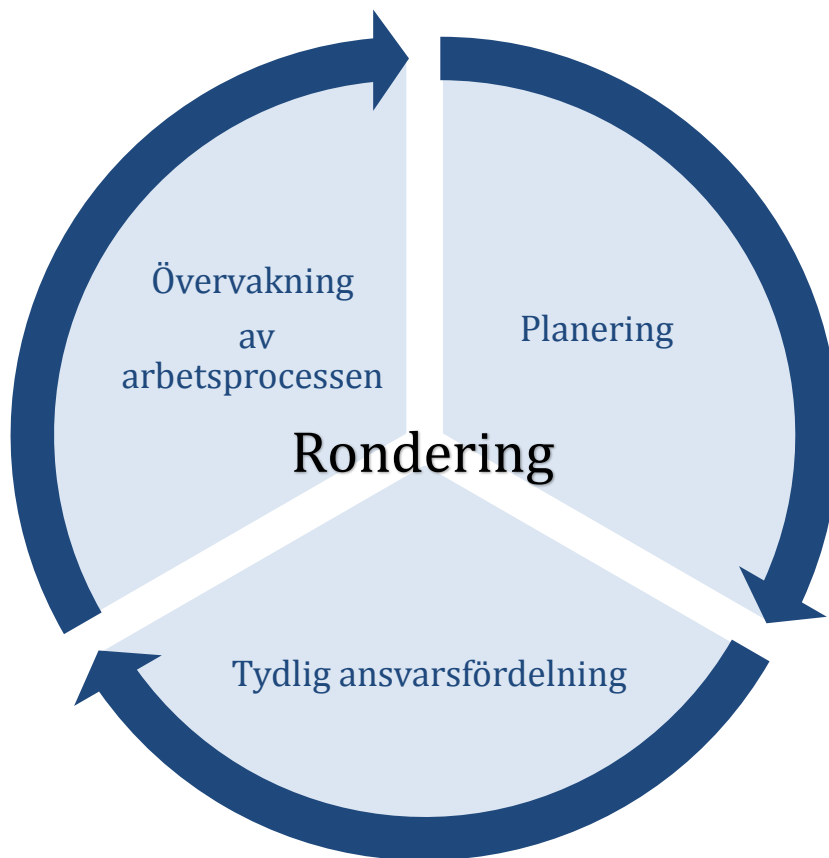 Övervakning
av
arbetsprocessen
Planering
Rondering
Tydlig ansvarsfördelning